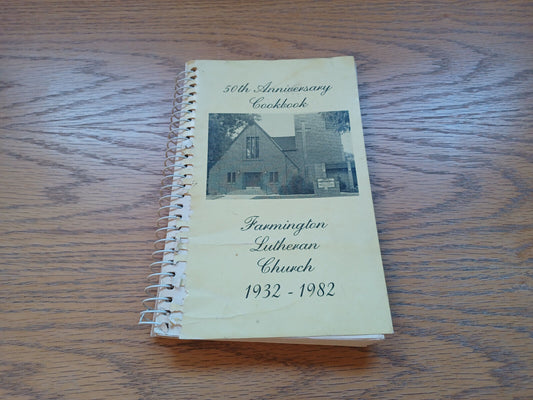 50th Anniversary
Cookbook
Farmington
Lutheran
Church
1932 - 1982